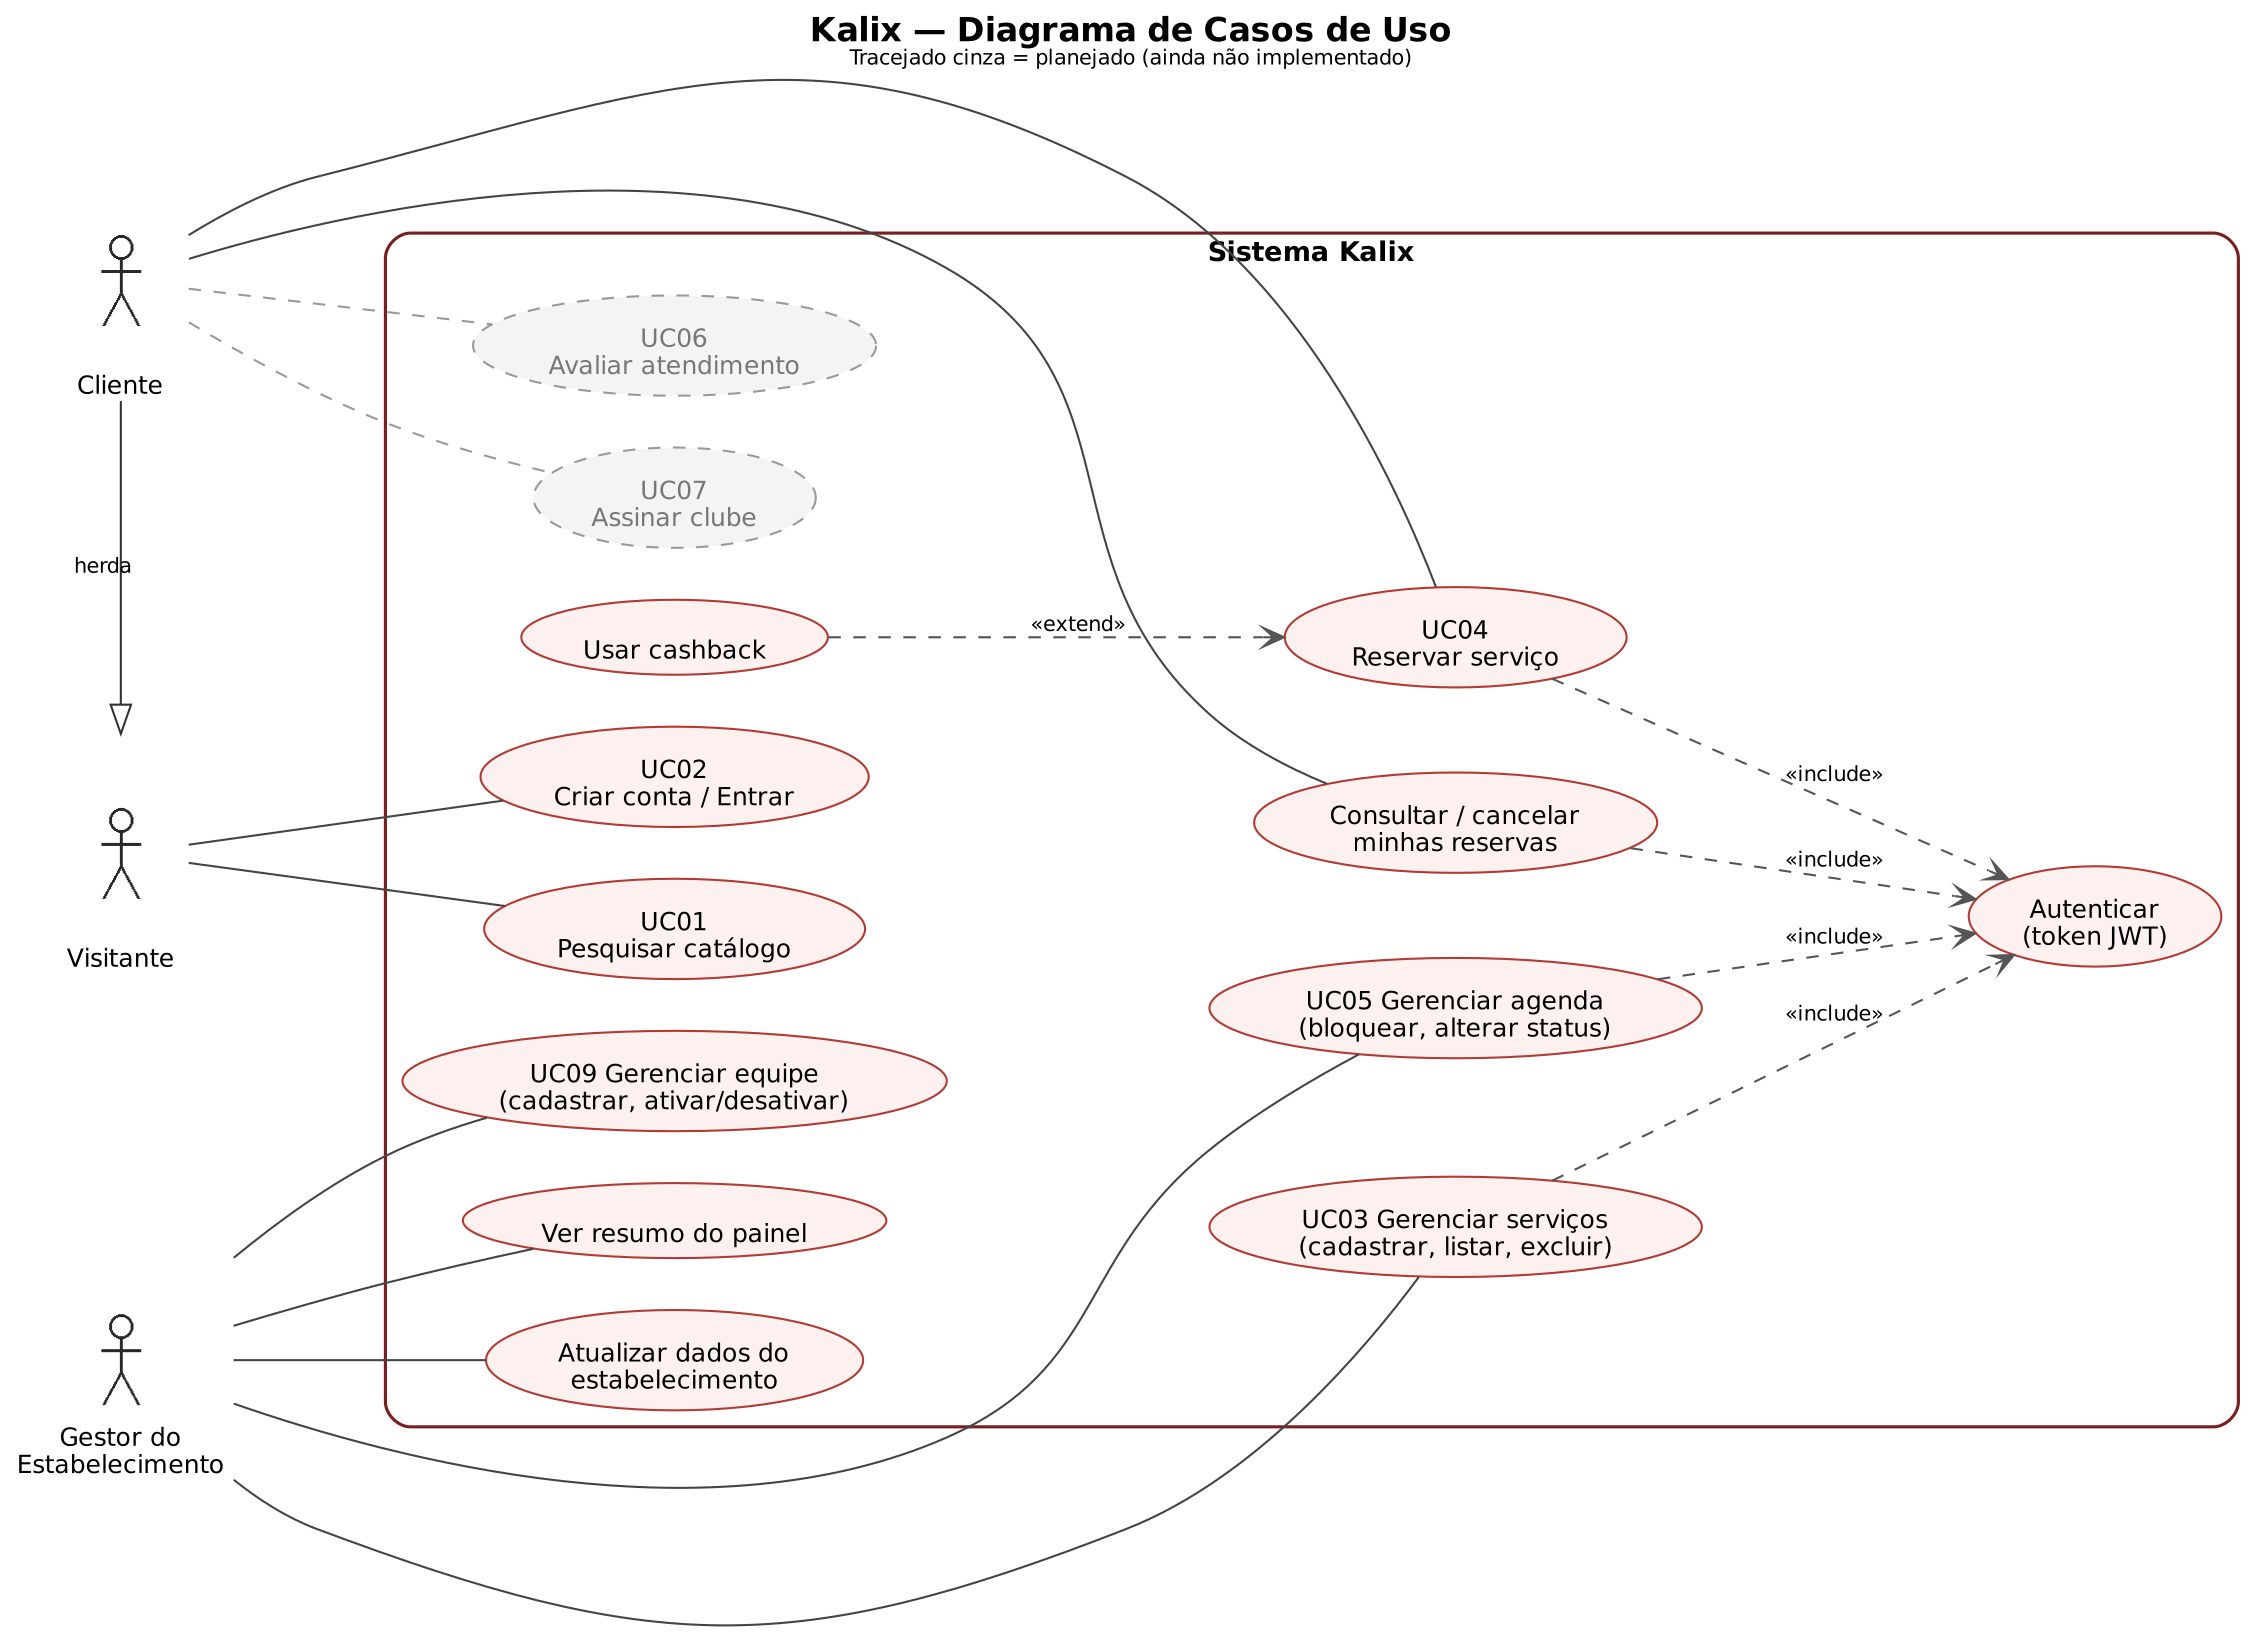 Kalix — Diagrama de Casos de Uso
Tracejado cinza = planejado (ainda não implementado)
Sistema Kalix
Cliente
herda
Visitante
Gestor do
Estabelecimento
UC06
Avaliar atendimento
UC07
Assinar clube
Usar cashback
«extend»
UC04
Reservar serviço
UC02
Criar conta / Entrar
UC01
Pesquisar catálogo
Consultar / cancelar
minhas reservas
UC09 Gerenciar equipe
(cadastrar, ativar/desativar)
UC05 Gerenciar agenda
(bloquear, alterar status)
Ver resumo do painel
UC03 Gerenciar serviços
(cadastrar, listar, excluir)
Atualizar dados do
estabelecimento
«include»
«include»
«include»
«include»
Autenticar
(token JWT)